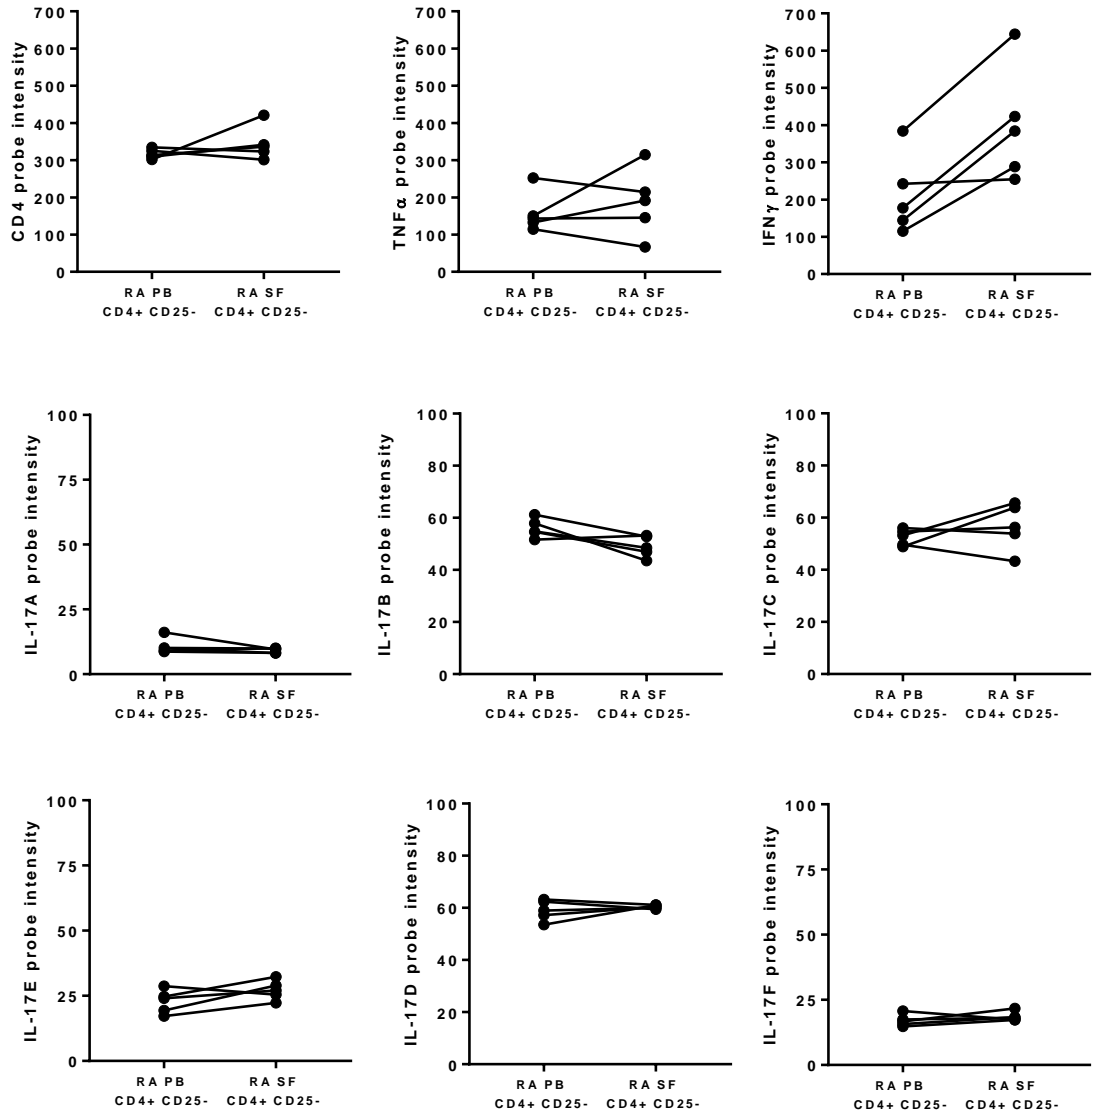 CD4 probe intensity
700
600
500
400
300
200
100
0
RA PB RA SF
CD4+ CD25- CD4+ CD25-
TNFα probe intensity
700
600
500
400
300
200
100
0
RA PB RA SF
CD4+ CD25- CD4+ CD25-
IFNγ probe intensity
700
600
500
400
300
200
100
0
RA PB RA SF
CD4+ CD25- CD4+ CD25-
IL-17A probe intensity
100
75
50
25
0
RA PB RA SF
CD4+ CD25- CD4+ CD25-
IL-17B probe intensity
100
80
60
40
20
0
RA PB RA SF
CD4+ CD25- CD4+ CD25-
IL-17C probe intensity
100
80
60
40
20
0
RA PB RA SF
CD4+ CD25- CD4+ CD25-
IL-17E probe intensity
100
75
50
25
0
RA PB RA SF
CD4+ CD25- CD4+ CD25-
IL-17D probe intensity
100
80
60
40
20
0
RA PB RA SF
CD4+ CD25- CD4+ CD25-
IL-17F probe intensity
100
75
50
25
0
RA PB RA SF
CD4+ CD25- CD4+ CD25-